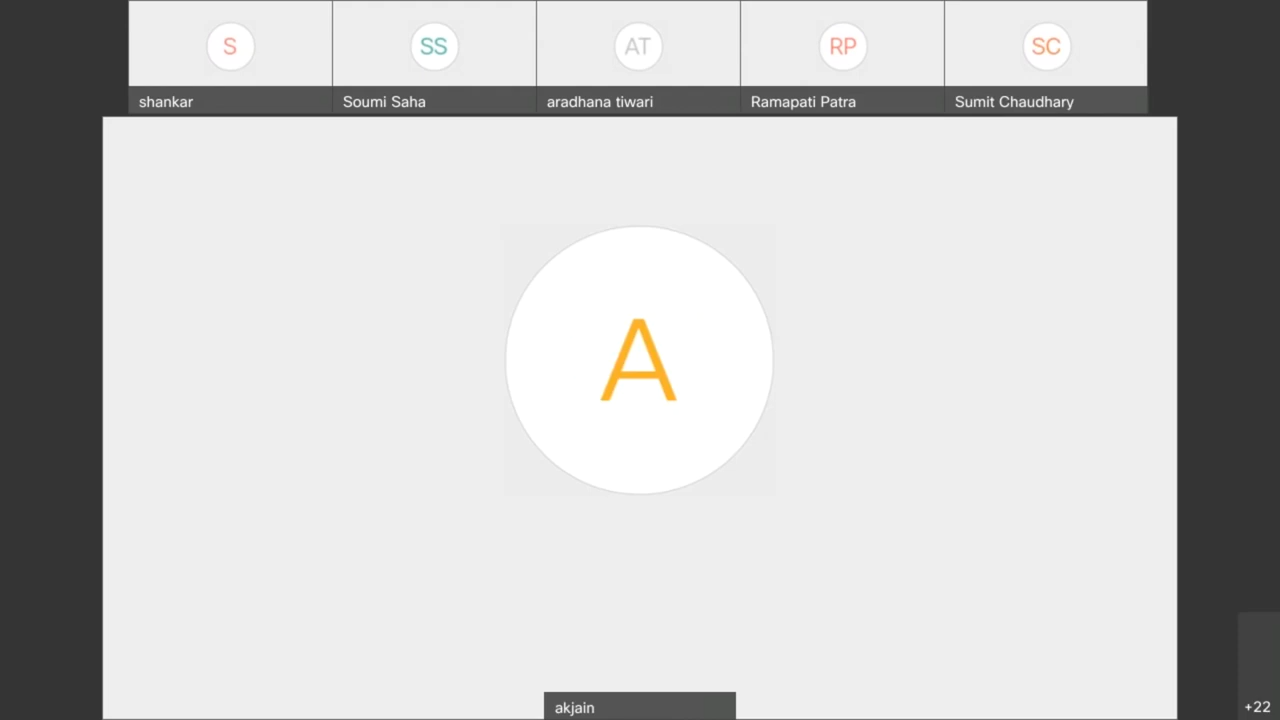 S
SS
AT
RP
SC
shankar
Soumi Saha
aradhana tiwari
Ramapati Patra
Sumit Chaudhary
A
akjain
+22